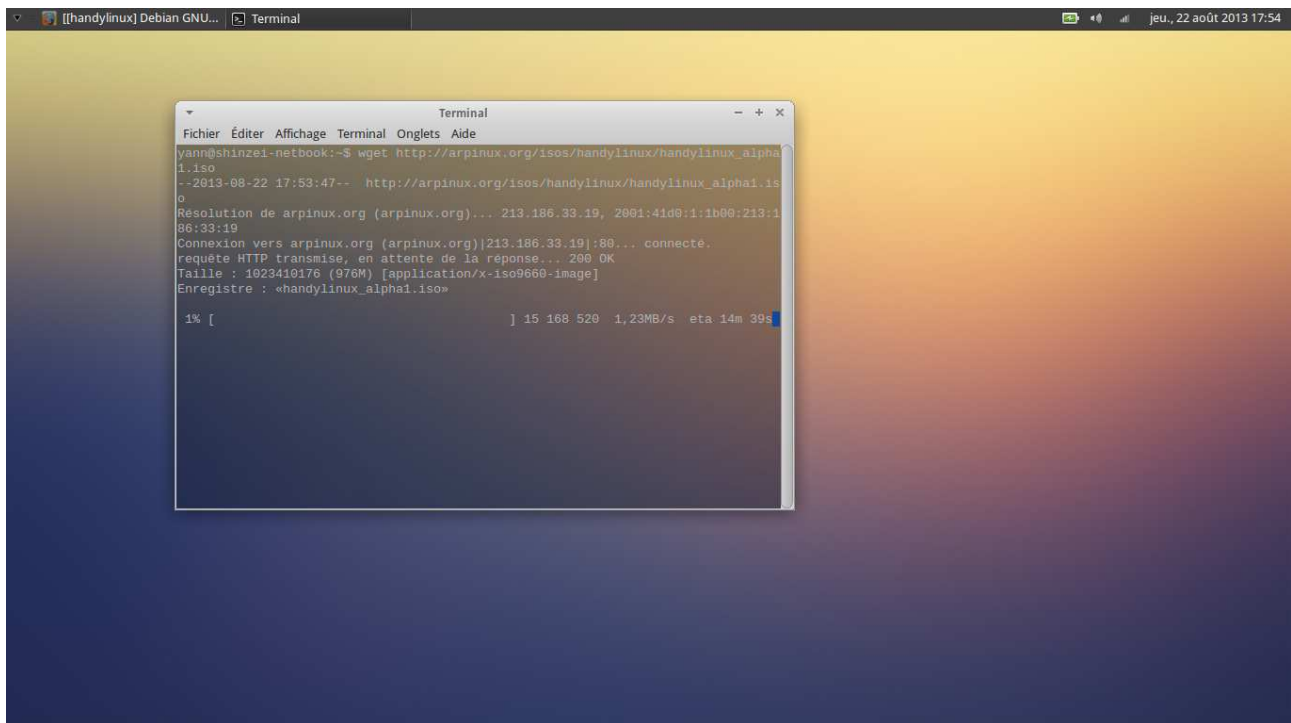 [[handylinux] Debian GNU...
Terminal
jeu., 22 août 2013 17:54
Terminal
Fichier Éditer Affichage Terminal Onglets Aide
yann@shinzei-netbook:~$ wget http://arpinux.org/isos/handylinux/handylinux_alpha
1.iso
--2013-08-22 17:53:47-- http://arpinux.org/isos/handylinux/handylinux_alpha1.is
o
Résolution de arpinux.org (arpinux.org)... 213.186.33.19, 2001:41d0:1:1b00:213:1
86:33:19
Connexion vers arpinux.org (arpinux.org)|213.186.33.19|:80... connecté.
requête HTTP transmise, en attente de la réponse... 200 OK
Taille : 1023410176 (976M) [application/x-iso9660-image]
Enregistre : «handylinux_alpha1.iso»
1% [ ] 15 168 520 1,23MB/s eta 14m 39s